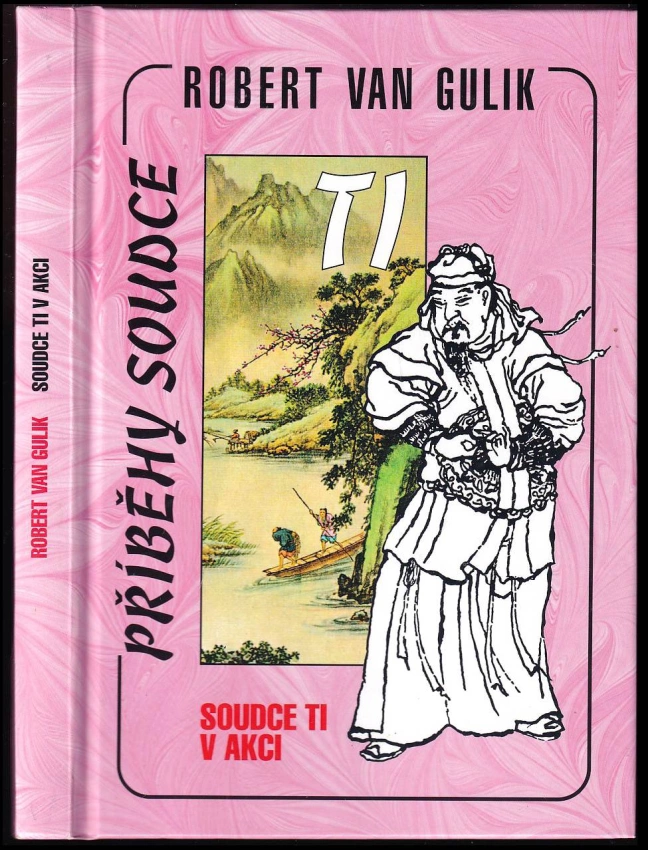 ROBERT VAN GULIK
PŘÍBĚHY SOUDCE
TI
SOUDCE TI
V AKCI
ROBERT VAN GULIK SOUDCE TI V AKCI